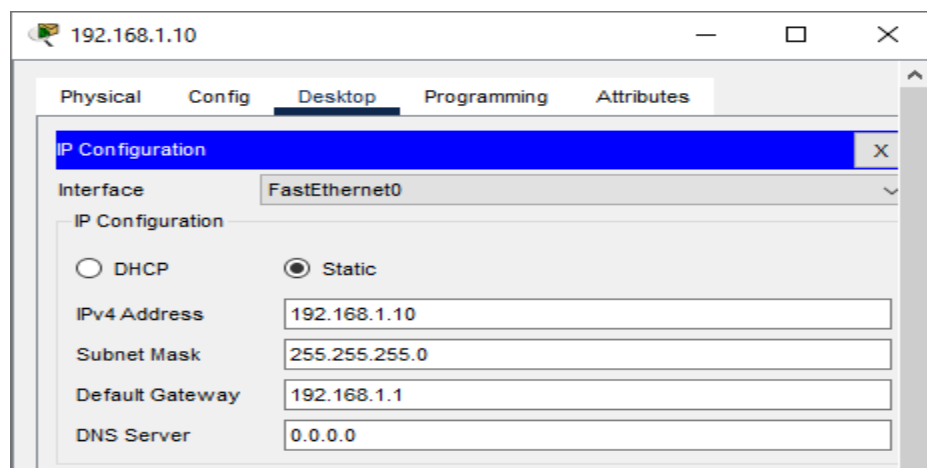 192.168.1.10
Physical Config Desktop Programming Attributes
IP Configuration X
Interface FastEthernet0
IP Configuration
DHCP Static
IPv4 Address 192.168.1.10
Subnet Mask 255.255.255.0
Default Gateway 192.168.1.1
DNS Server 0.0.0.0